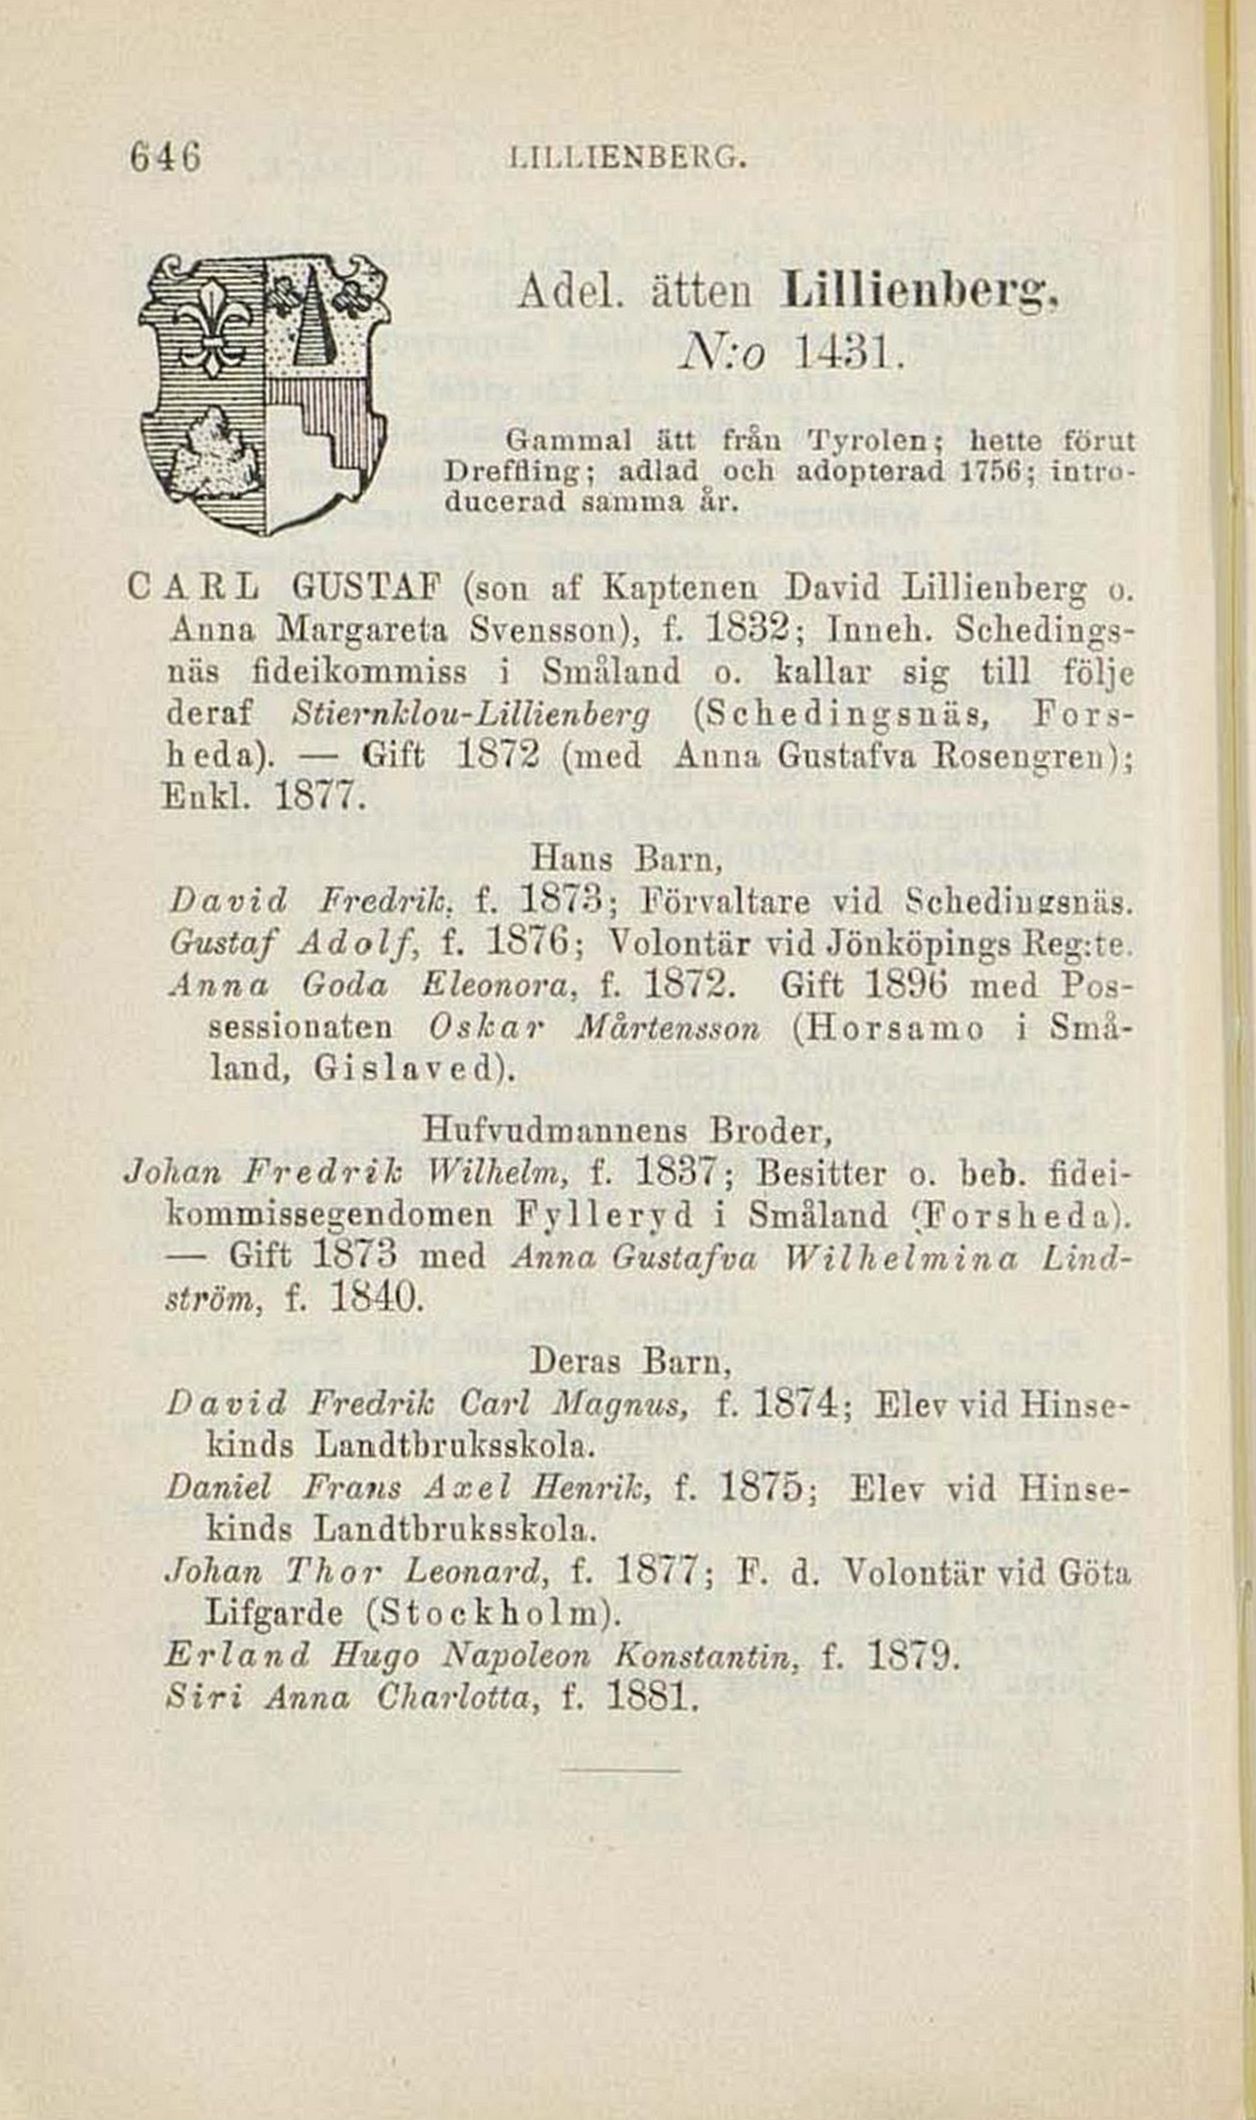 646 LILLIENBERG.
Adel. ätten Lillienberg,
N:o 1431.
Gammal ätt från Tyrolen; hette förut
Dreffling; adlad och adopterad 1756; intro-
ducerad samma år.
CARL GUSTAF (son af Kaptenen David Lillienberg o.
Anna Margareta Svensson), f. 1832; Inneh. Schedings-
näs fideikommiss i Småland o. kallar sig till följe
deraf Stiernklou-Lillienberg (Schedingsnäs, Fors-
heda). — Gift 1872 (med Anna Gustafva Rosengren);
Enkl. 1877.
Hans Barn,
David Fredrik, f. 1873; Förvaltare vid Schedingsnäs.
Gustaf Adolf, f. 1876; Volontär vid Jönköpings Reg:te.
Anna Goda Eleonora, f. 1872. Gift 1896 med Pos-
sessionaten Oskar Mårtensson (Horsamo i Små-
land, Gislaved).
Hufvudmannens Broder,
Johan Fredrik Wilhelm, f. 1837; Besitter o. beb. fidei-
kommissegendomen Fylleryd i Småland (Forsheda).
— Gift 1873 med Anna Gustafva Wilhelmina Lind-
ström, f. 1840.
Deras Barn,
David Fredrik Carl Magnus, f. 1874; Elev vid Hinse-
kinds Landtbruksskola.
Daniel Frans Axel Henrik, f. 1875; Elev vid Hinse-
kinds Landtbruksskola.
Johan Thor Leonard, f. 1877; F. d. Volontär vid Göta
Lifgarde (Stockholm).
Erland Hugo Napoleon Konstantin, f. 1879.
Siri Anna Charlotta, f. 1881.